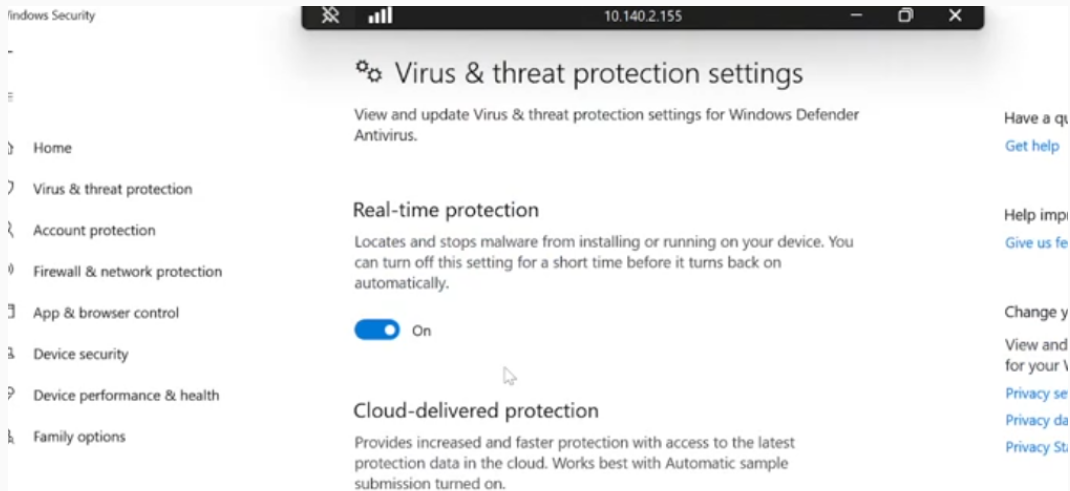 indows Security
10.140.2.155
Home
Virus & threat protection
Account protection
Firewall & network protection
App & browser control
Device security
Device performance & health
Family options
Virus & threat protection settings
View and update Virus & threat protection settings for Windows Defender
Antivirus.
Real-time protection
Locates and stops malware from installing or running on your device. You
can turn off this setting for a short time before it turns back on
automatically.
On
Cloud-delivered protection
Provides increased and faster protection with access to the latest
protection data in the cloud. Works best with Automatic sample
submission turned on.
Have a qu
Get help
Help impr
Give us fe
Change y
View and
for your
Privacy se
Privacy da
Privacy Sta